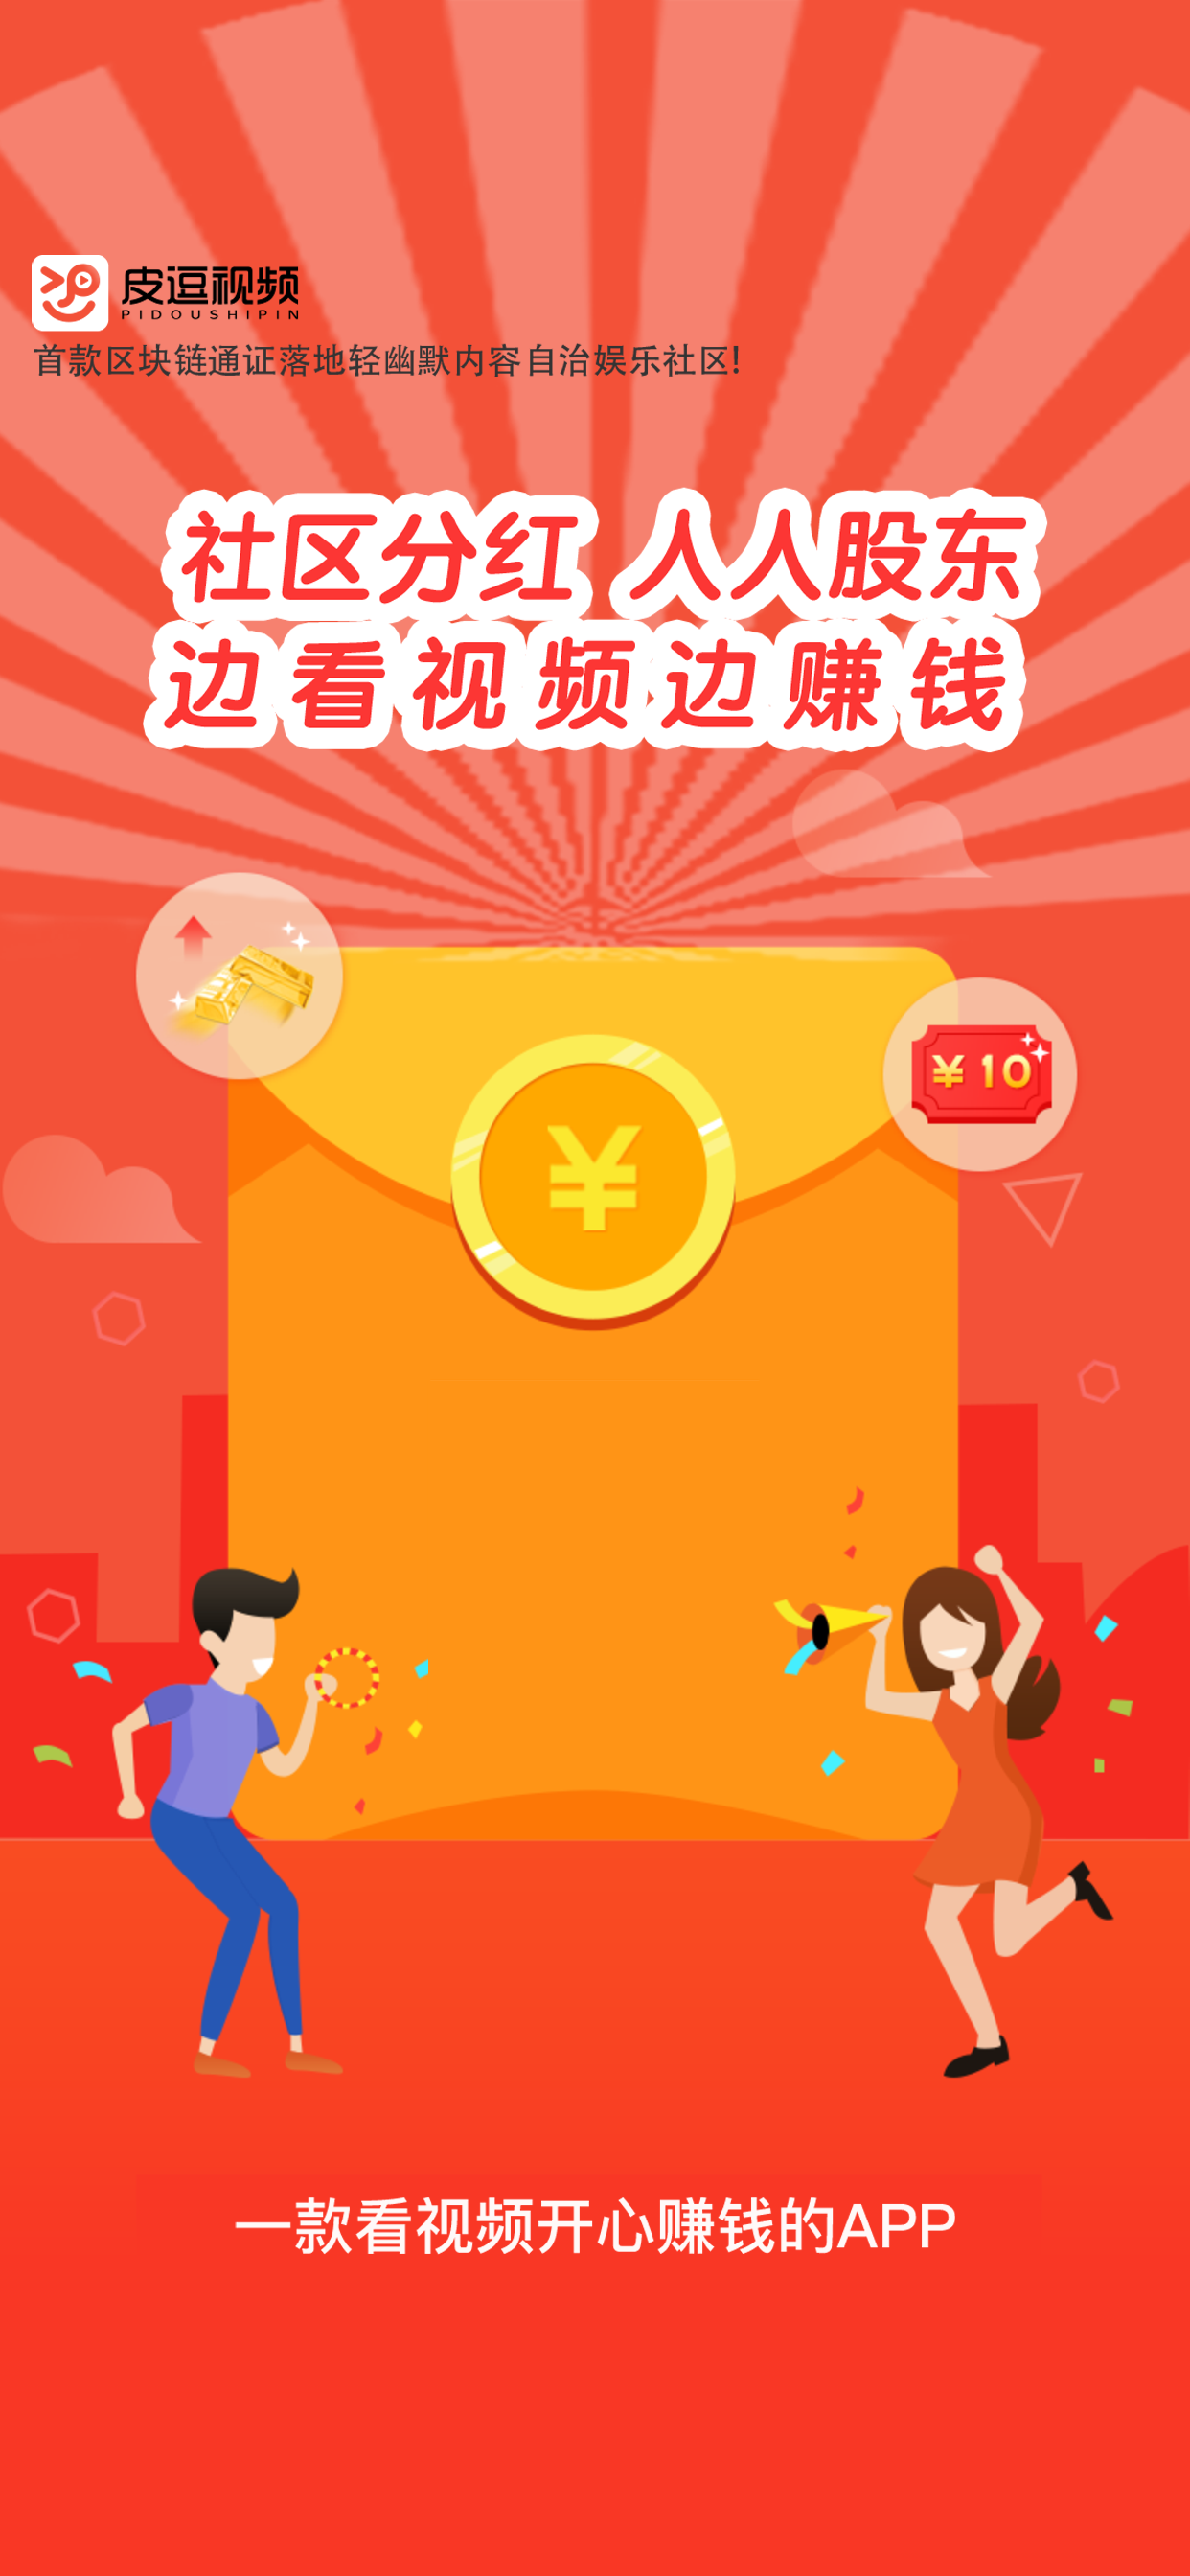 皮逗视频
PIDOUSHIPIN
首款区块链通证落地轻幽默内容自治娱乐社区!
社区分红 人人股东
边看视频边赚钱
¥10
¥
一款看视频开心赚钱的APP